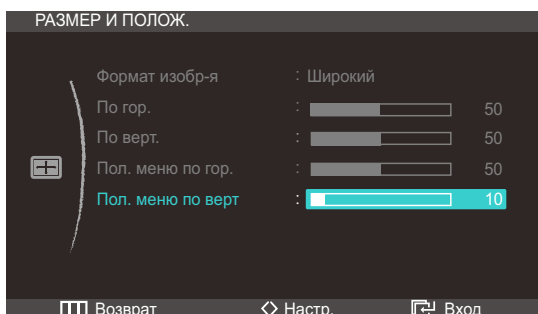 РАЗМЕР И ПОЛОЖ.
Формат изобр-я : Широкий
По гор. : 50
По верт. : 50
Пол. меню по гор. : 50
Пол. меню по верт : 10
Возврат Настр. Вход